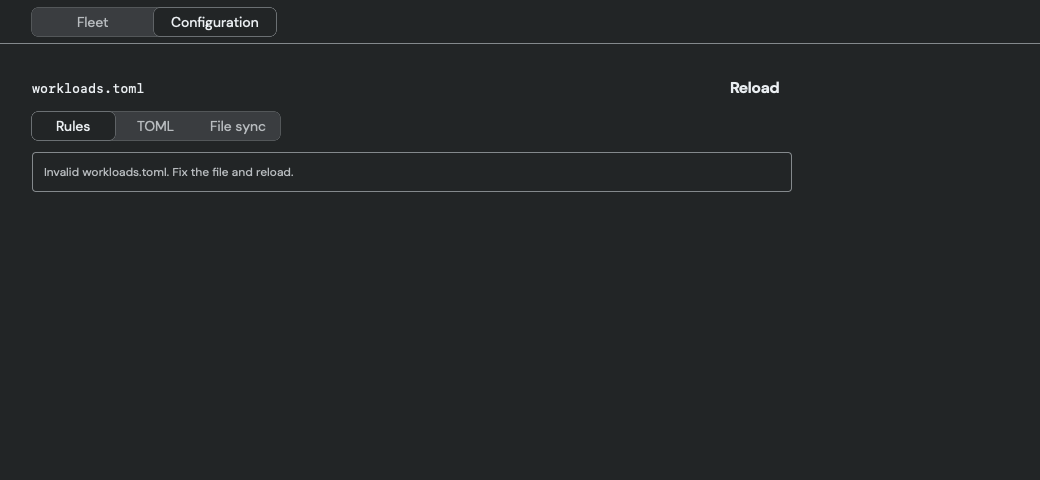 Fleet Configuration
workloads.toml Reload
Rules TOML File sync
Invalid workloads.toml. Fix the file and reload.